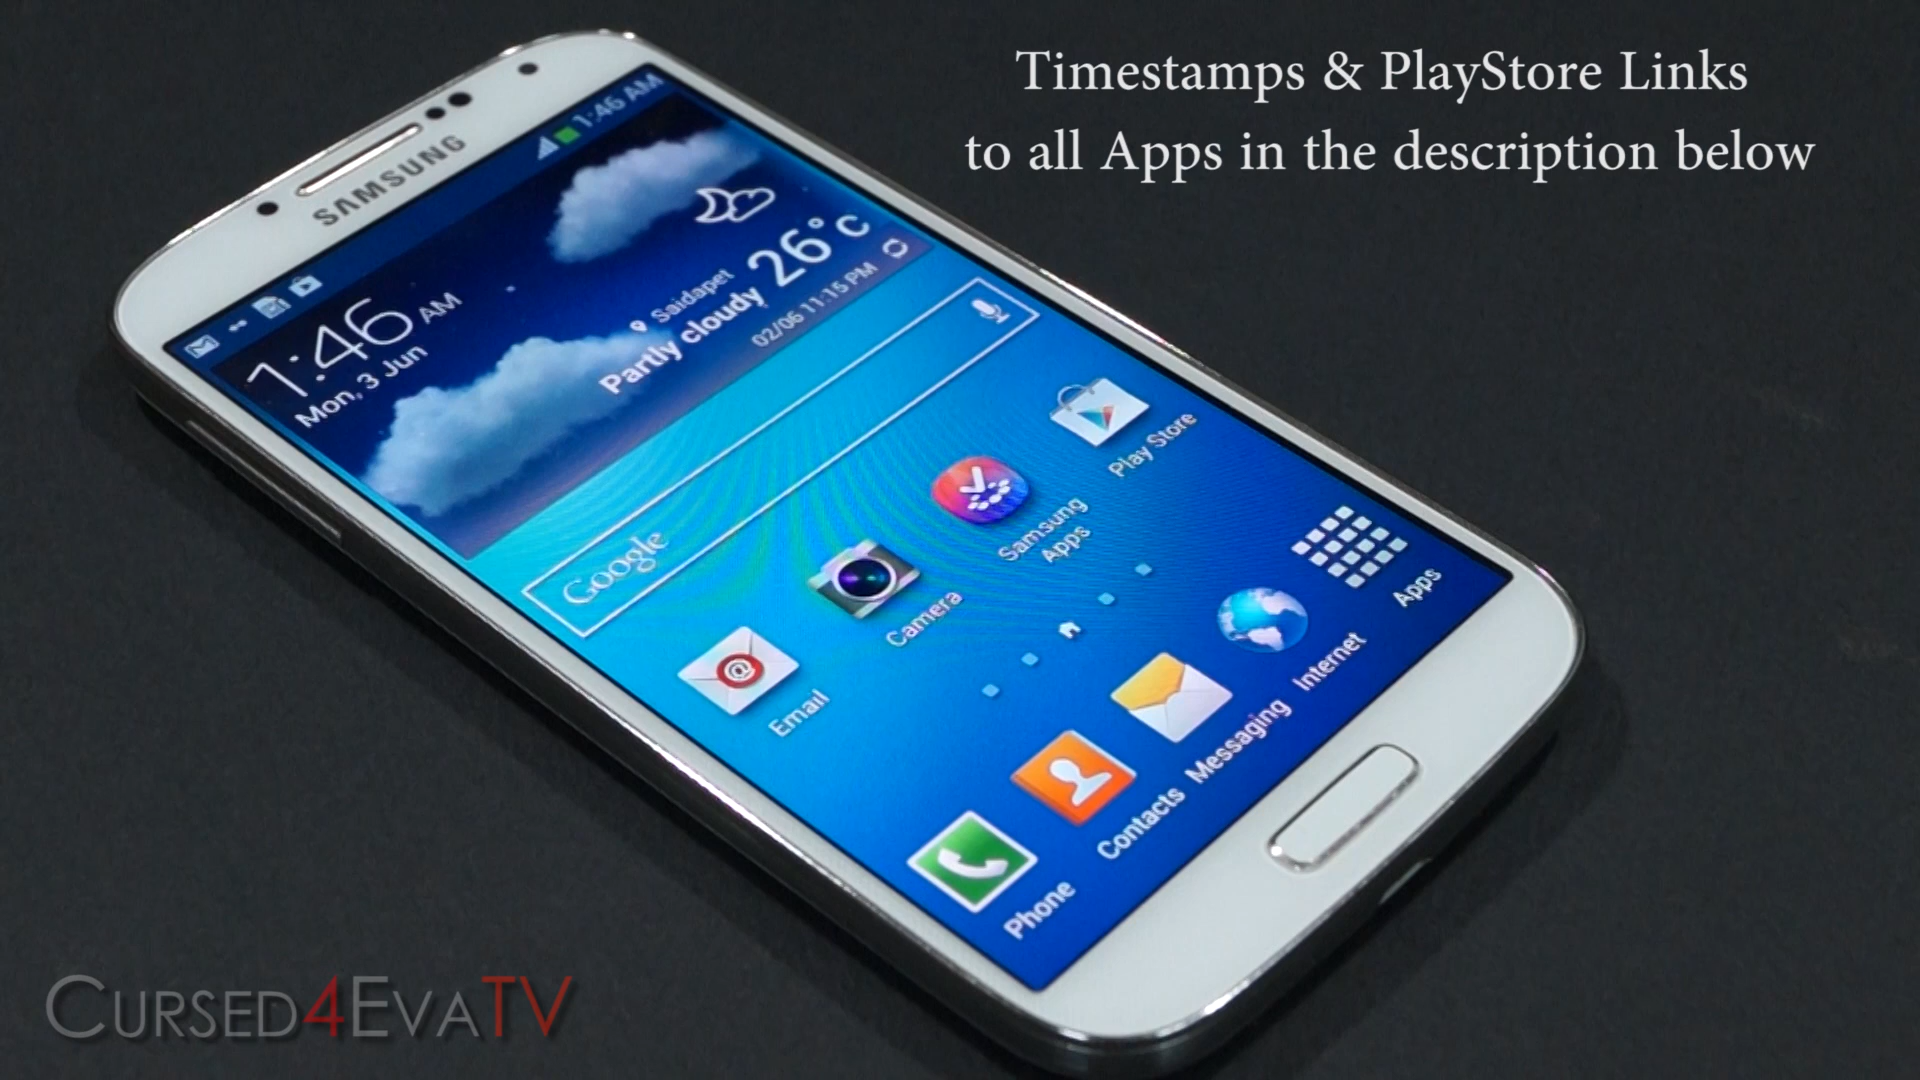 Timestamps & PlayStore Links
to all Apps in the description below
SAMSUNG
1:46 AM
1:46 AM
Mon, 3 Jun
Saidapet
Partly cloudy
26°C
02/06 11:15 PM
Google
Email
Camera
Samsung
Apps
Play Store
Phone
Contacts
Messaging
Internet
Apps
CURSED4EVATV